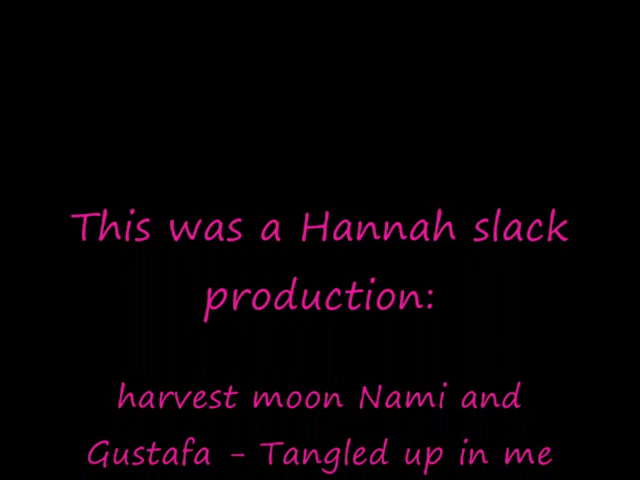 This was a Hannah slack
production:
harvest moon Nami and
Gustafa - Tangled up in me